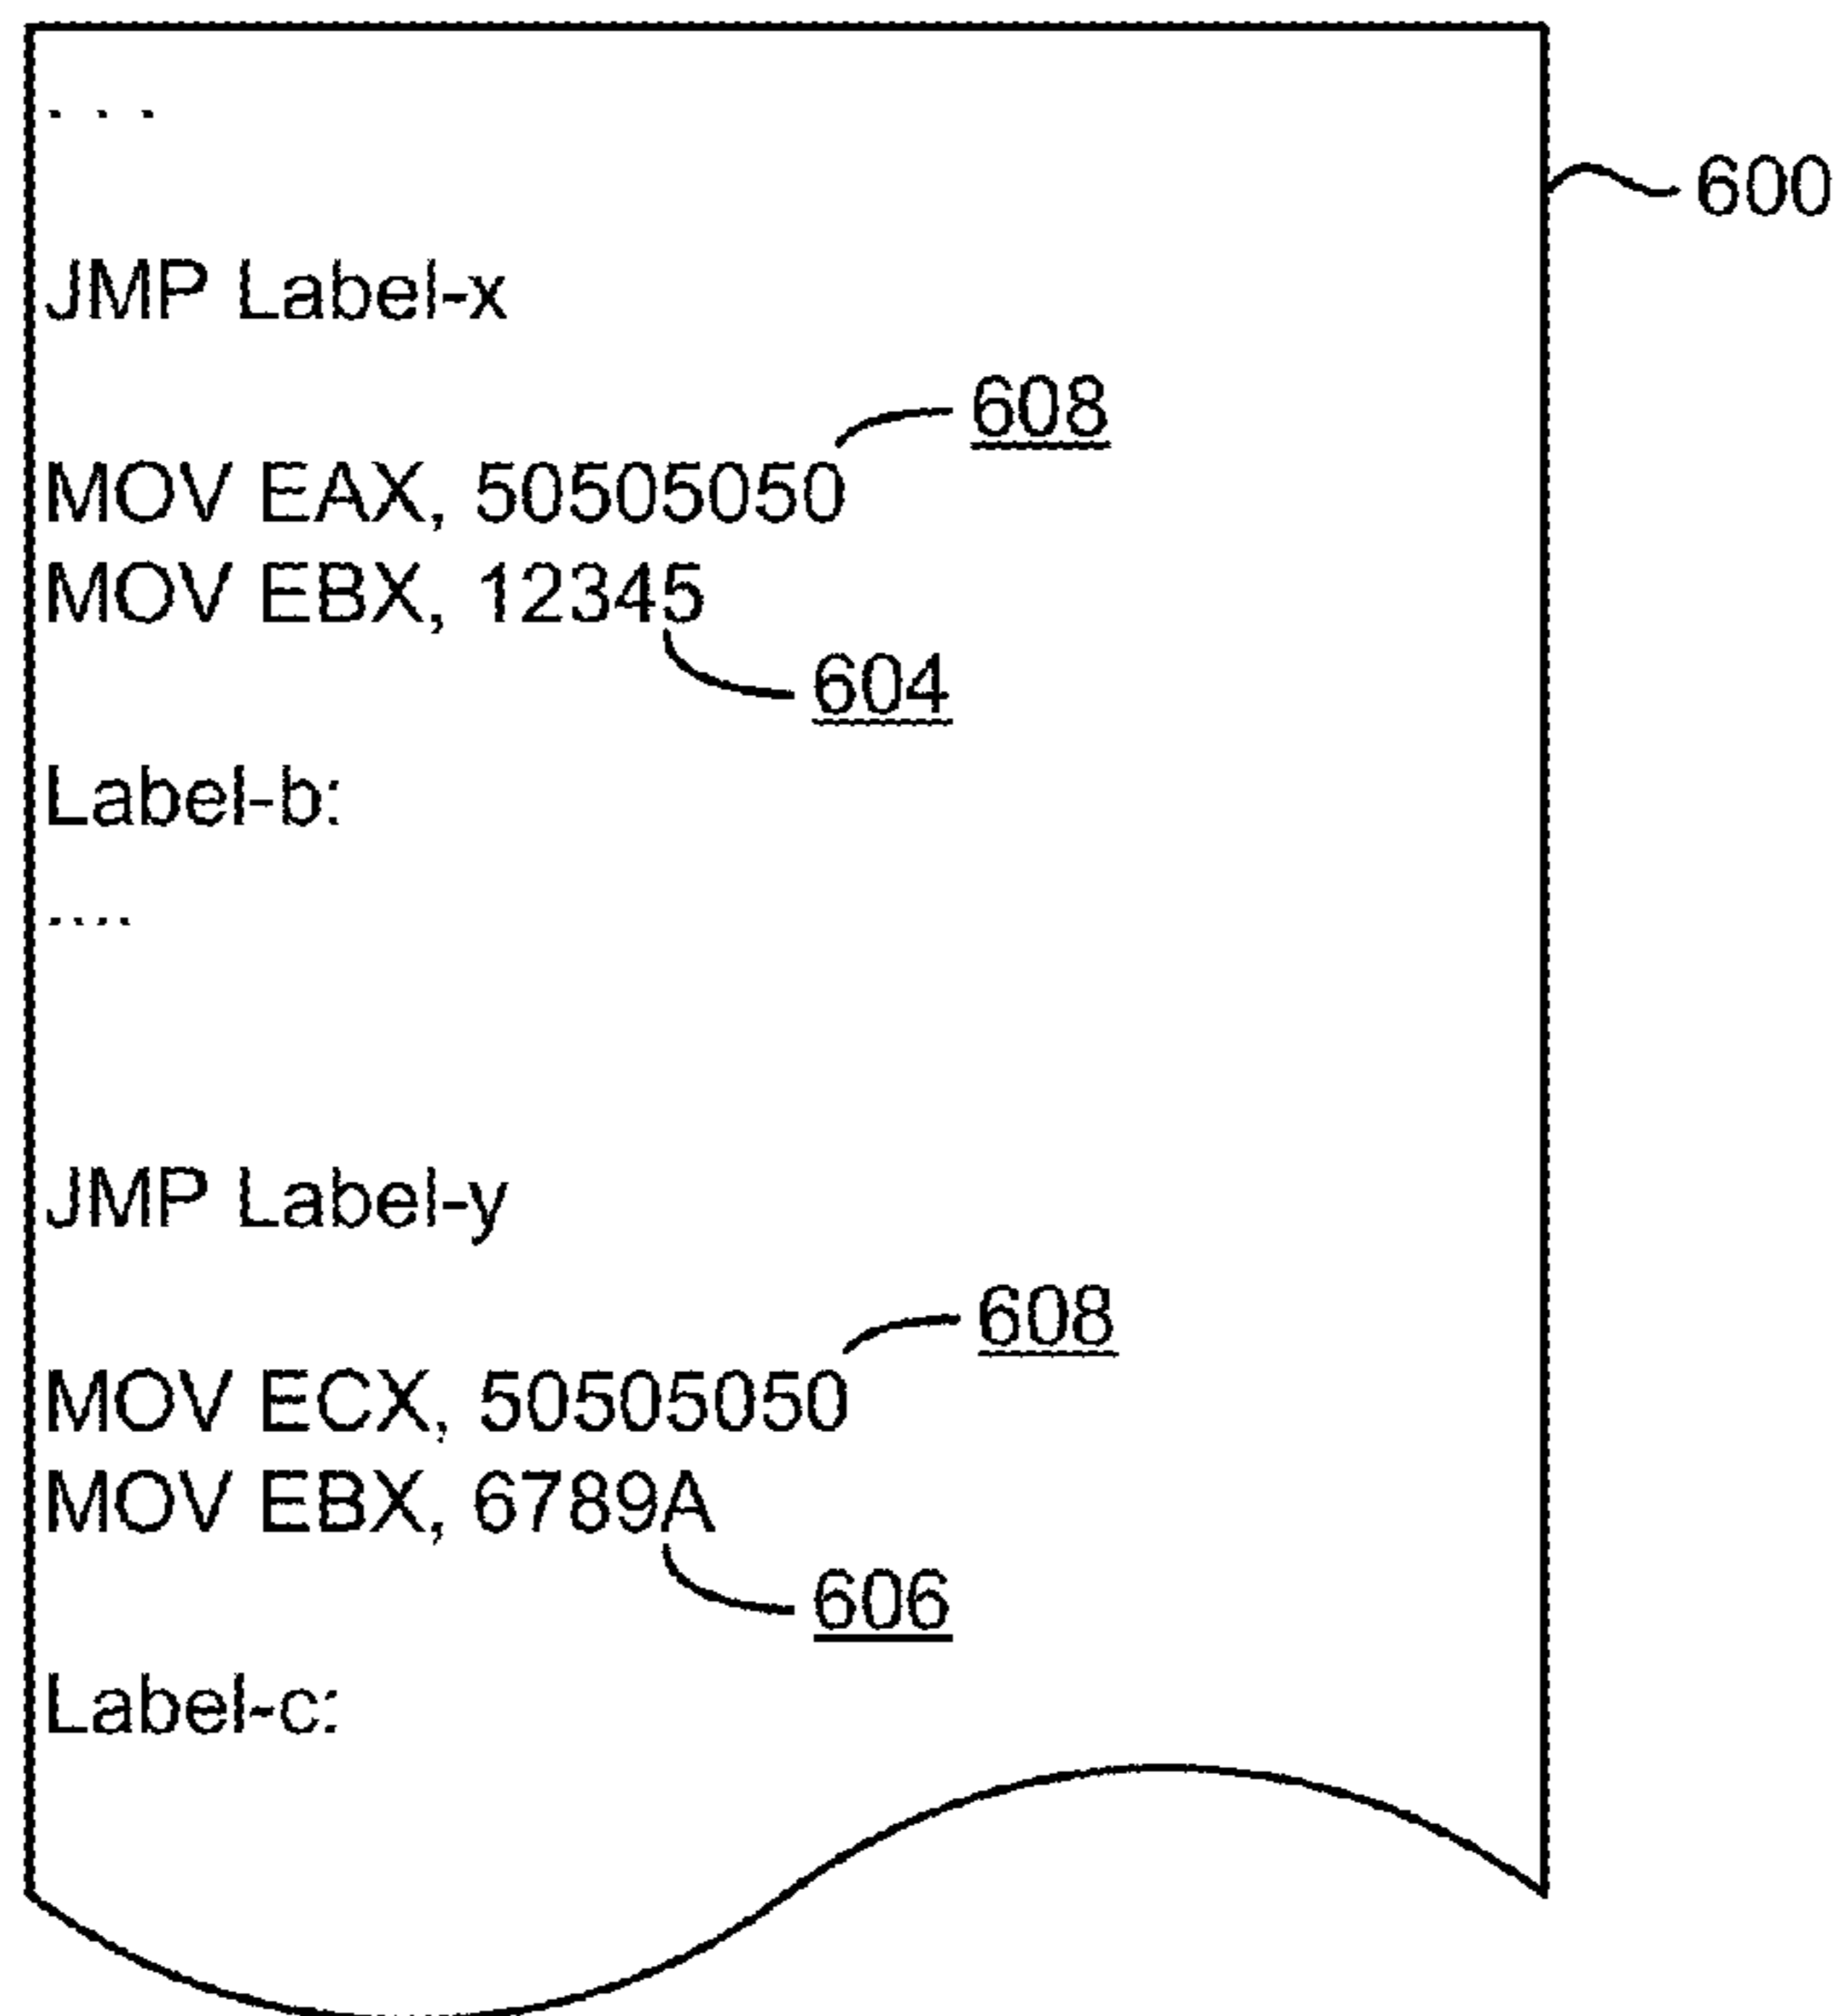 . . .
600
JMP Label-x
608
MOV EAX, 50505050
MOV EBX, 12345
604
Label-b:
....
JMP Label-y
608
MOV ECX, 50505050
MOV EBX, 6789A
606
Label-c: